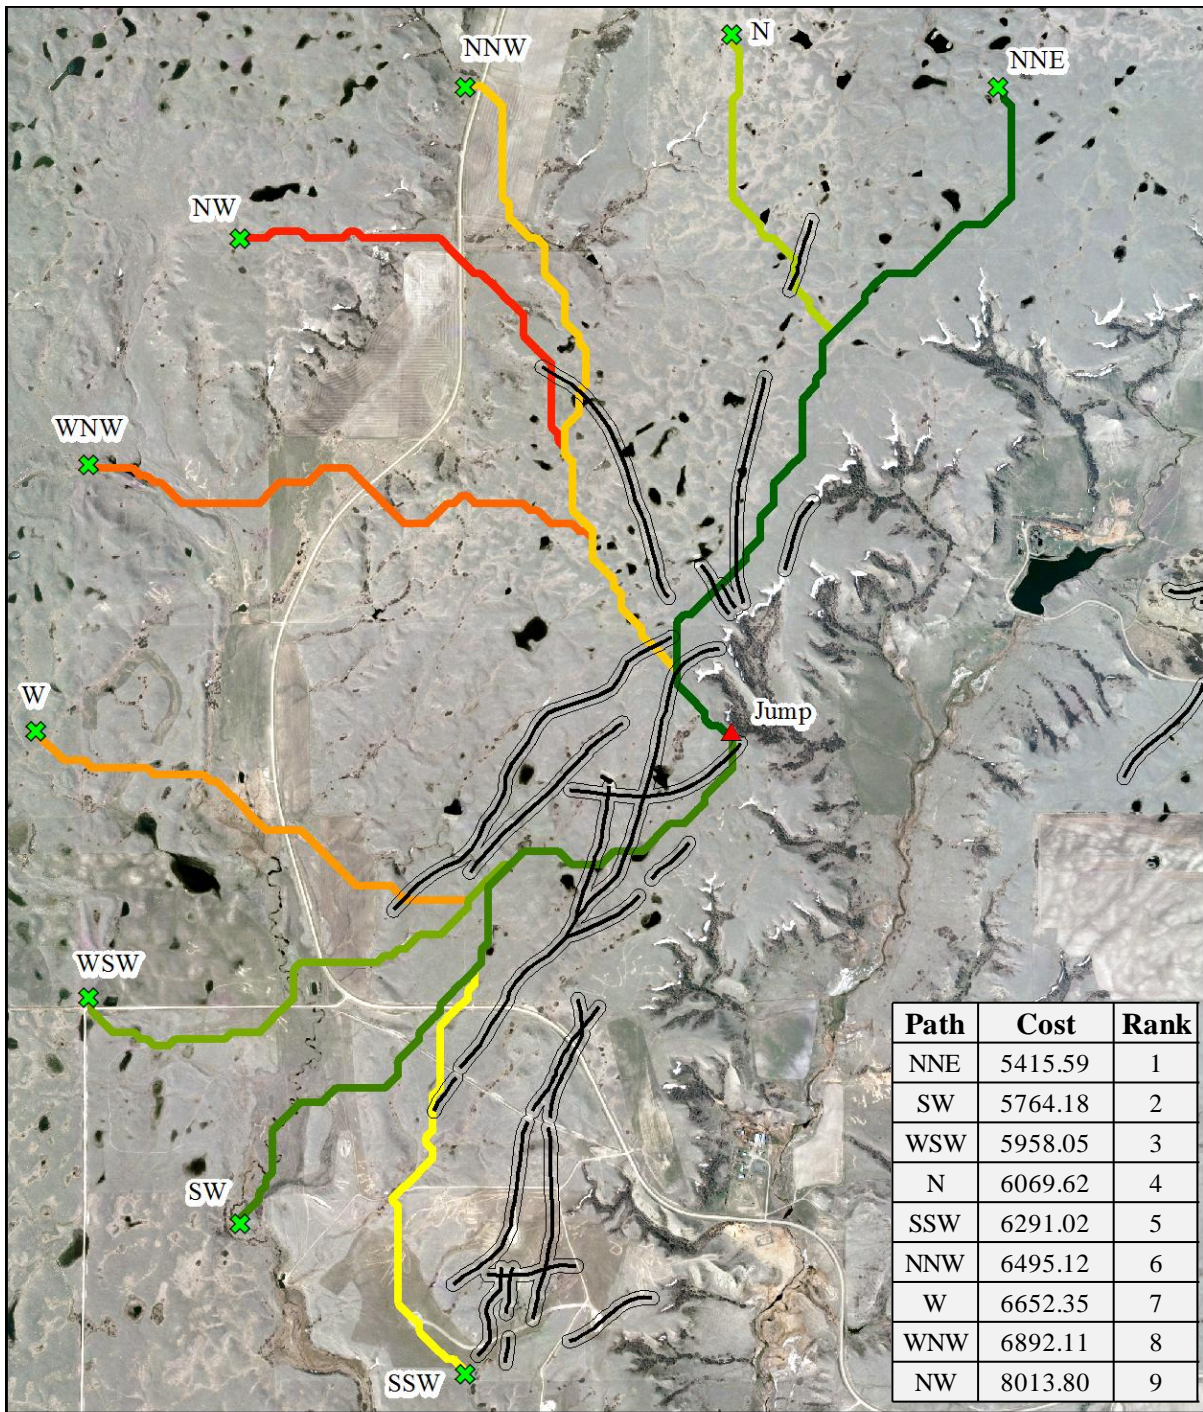 N
NNW
NNE
NW
WNW
W
Jump
WSW
SW
SSW
Path Cost Rank
NNE 5415.59 1
SW 5764.18 2
WSW 5958.05 3
N 6069.62 4
SSW 6291.02 5
NNW 6495.12 6
W 6652.35 7
WNW 6892.11 8
NW 8013.80 9